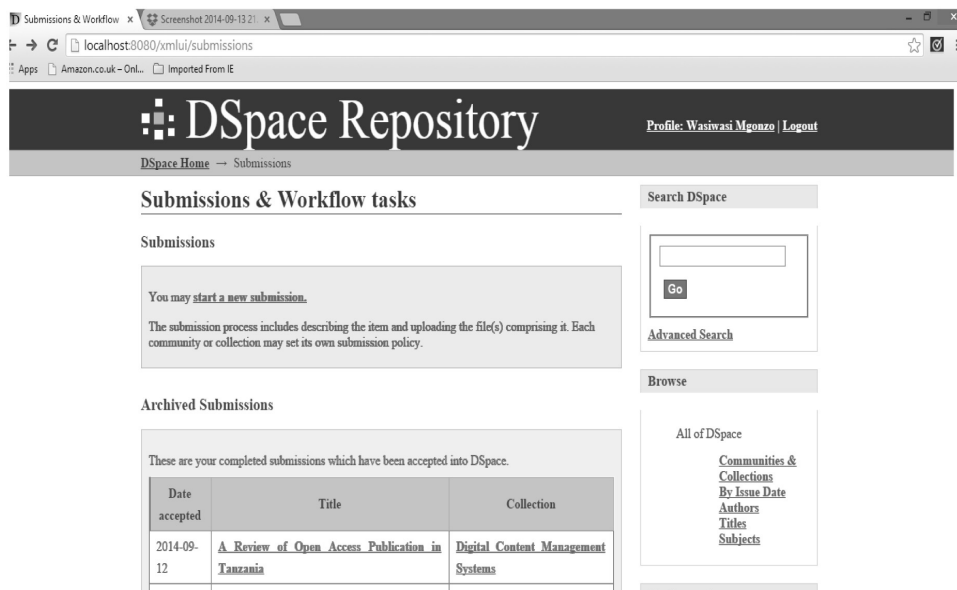 Submissions & Workflow
Screenshot 2014-09-13 21.
localhost:8080/xmlui/submissions
Apps
Amazon.co.uk – Onl...
Imported From IE
DSpace Repository
Profile: Wasiwasi Mgonzo | Logout
DSpace Home → Submissions
Submissions & Workflow tasks
Submissions
You may start a new submission.
The submission process includes describing the item and uploading the file(s) comprising it. Each
community or collection may set its own submission policy.
Archived Submissions
These are your completed submissions which have been accepted into DSpace.
Date
accepted
Title
Collection
2014-09-
12
A Review of Open Access Publication in
Tanzania
Digital Content Management
Systems
Search DSpace
Go
Advanced Search
Browse
All of DSpace
Communities &
Collections
By Issue Date
Authors
Titles
Subjects